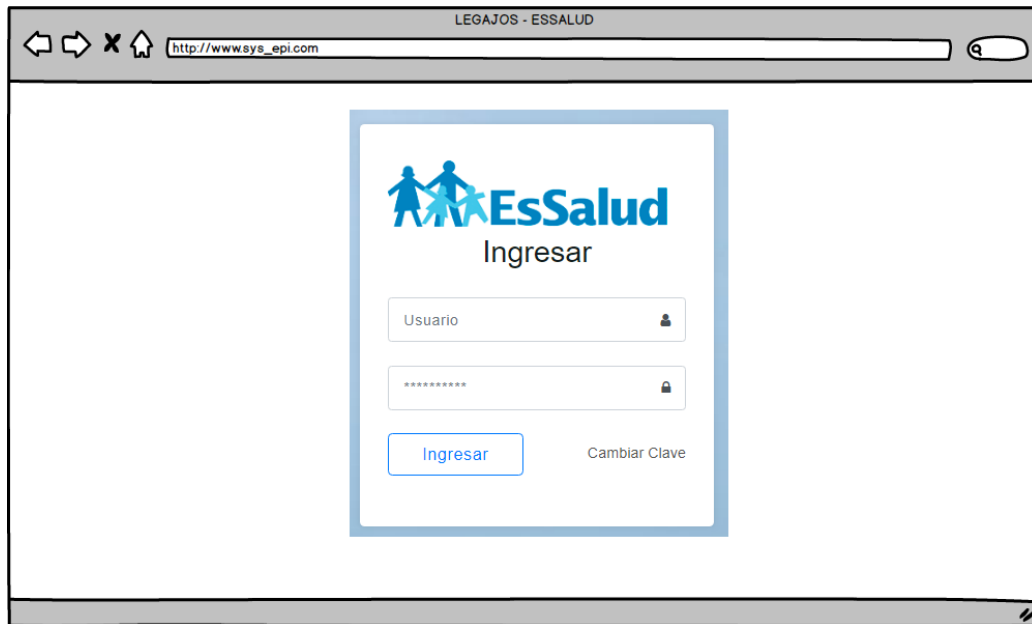 LEGAJOS - ESSALUD
http://www.sys_epi.com
EsSalud
Ingresar
Usuario
**********
Ingresar Cambiar Clave